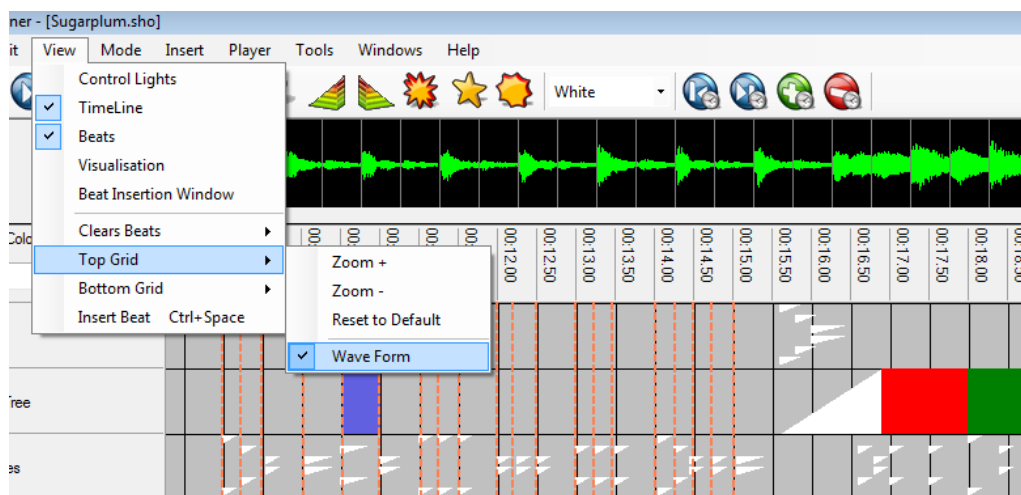 ner - [Sugarplum.sho]
it View Mode Insert Player Tools Windows Help
Control Lights
White
TimeLine
Beats
Visualisation
Beat Insertion Window
Clears Beats
Colo
00:12.00
00:12.50
00:13.00
00:13.50
00:14.00
00:14.50
00:15.00
00:15.50
00:16.00
00:16.50
00:17.00
00:17.50
00:18.00
Top Grid
Zoom +
Bottom Grid
Zoom -
Insert Beat Ctrl+Space
Reset to Default
Wave Form
ree
es